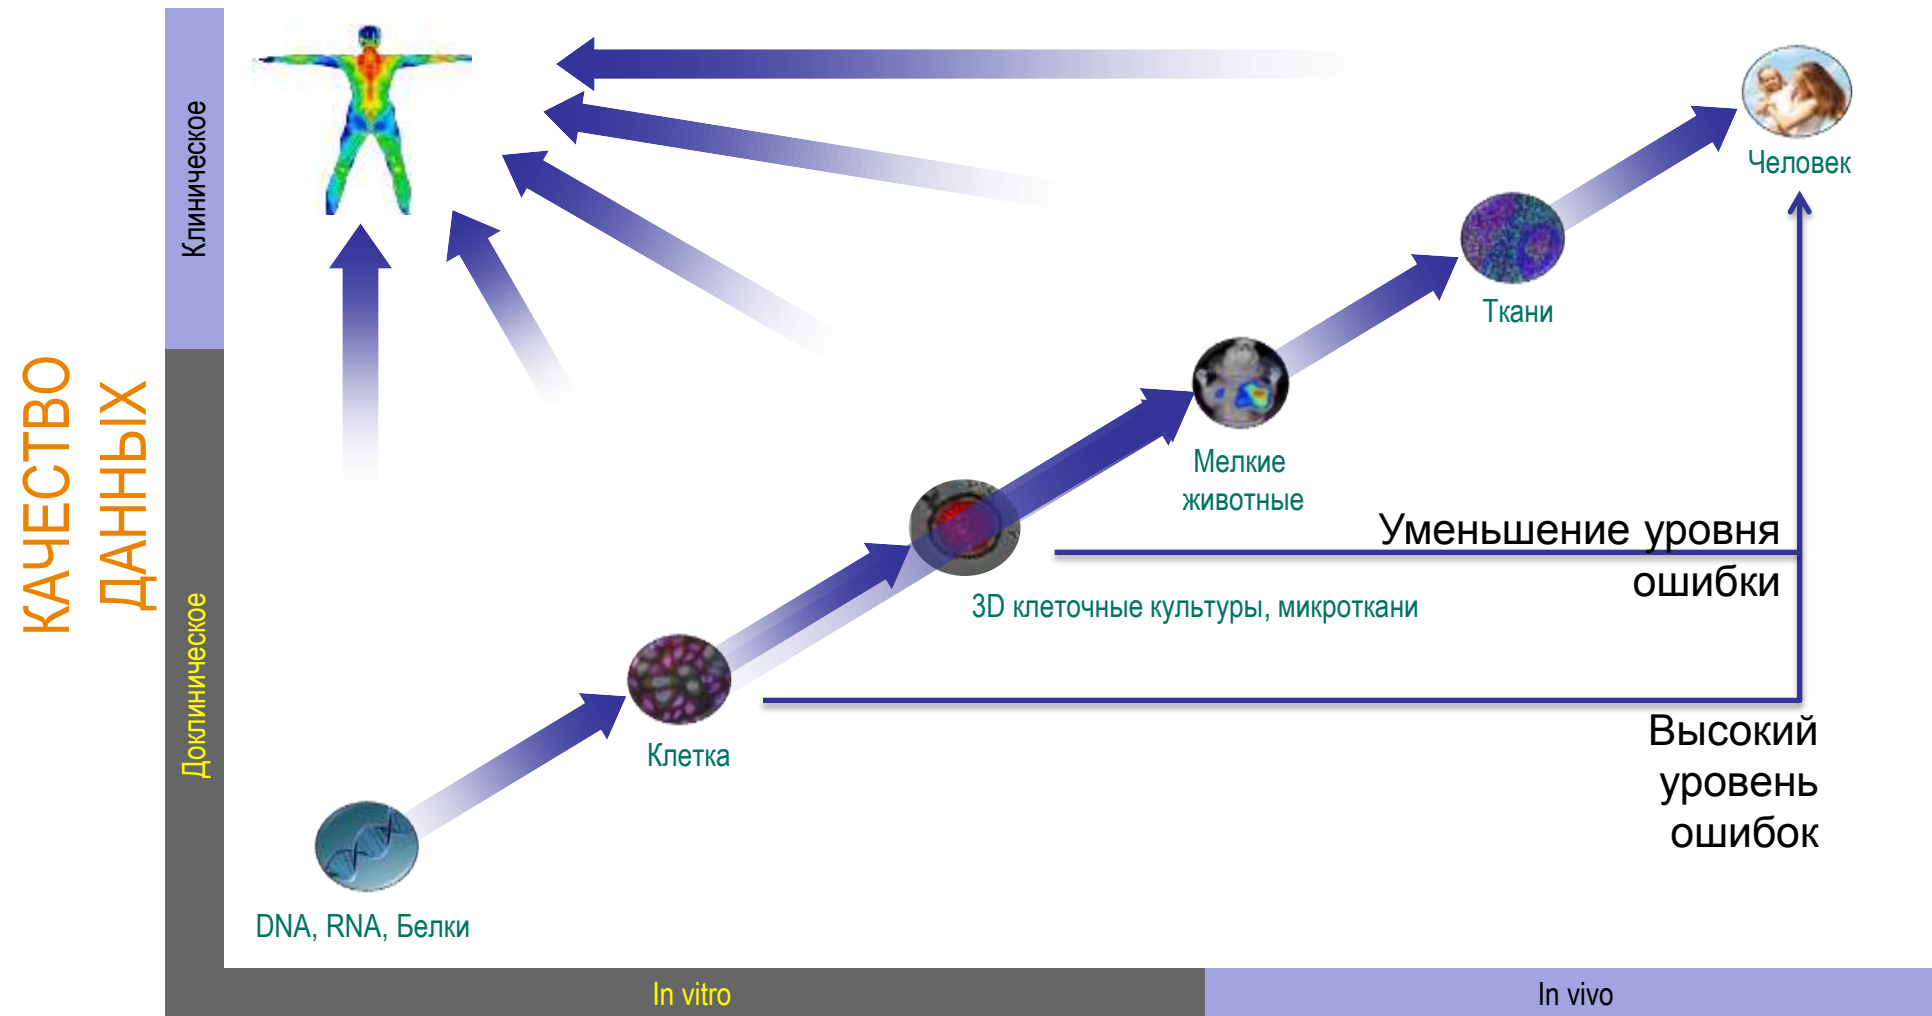 КАЧЕСТВО
ДАННЫХ
Клиническое
Доклиническое
Человек
Ткани
Мелкие
животные
Уменьшение уровня
ошибки
3D клеточные культуры, микроткани
Клетка
Высокий
уровень
ошибок
DNA, RNA, Белки
In vitro
In vivo